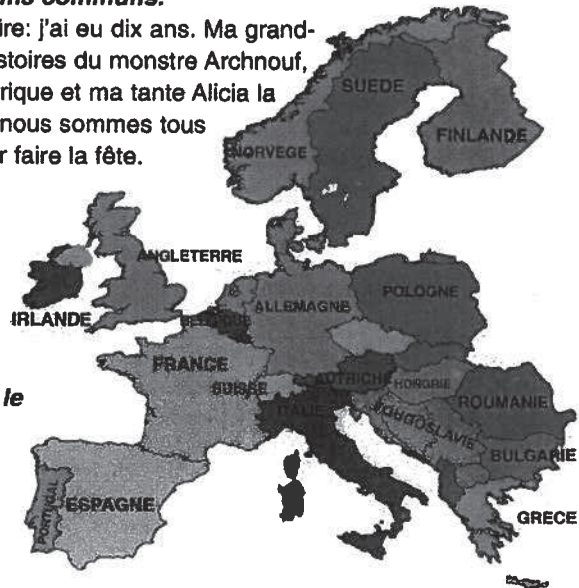 ms communs.
ire: j'ai eu dix ans. Ma grand-
stoires du monstre Archnouf,
rique et ma tante Alicia la
nous sommes tous
r faire la fête.
SUEDE
FINLANDE
NORVEGE
ANGLETERRE
IRLANDE
POLOGNE
ALLEMAGNE
BELGIQUE
FRANCE
SUISSE
AUTRICHE
HONGRIE
ROUMANIE
ITALIE
YOUGOSLAVIE
BULGARIE
le
PORTUGAL
ESPAGNE
GRECE